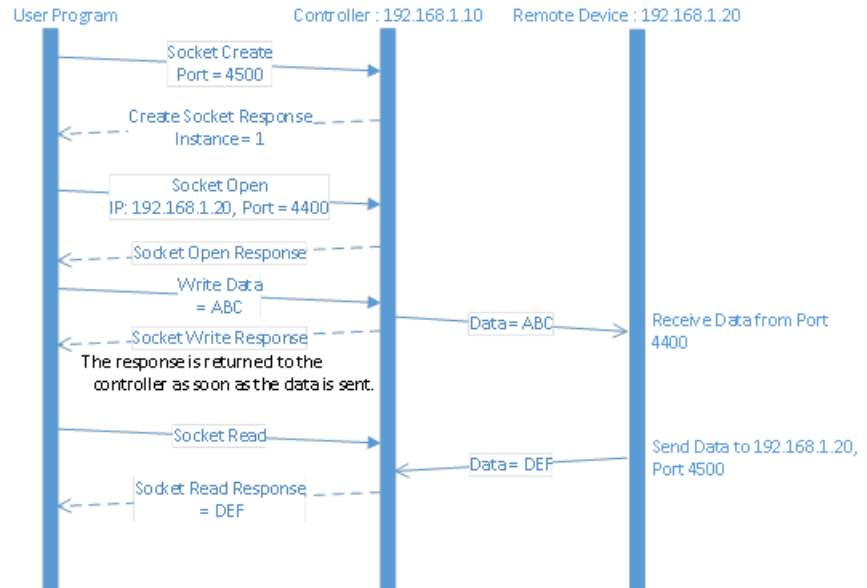 User Program
Controller : 192.168.1.10
Remote Device : 192.168.1.20
Socket Create
Port = 4500
Create Socket Response
Instance = 1
Socket Open
IP: 192.168.1.20, Port = 4400
Socket Open Response
Write Data
= ABC
Data = ABC
Receive Data from Port
4400
Socket Write Response
The response is returned to the
controller as soon as the data is sent.
Socket Read
Send Data to 192.168.1.20,
Port 4500
Data = DEF
Socket Read Response
= DEF